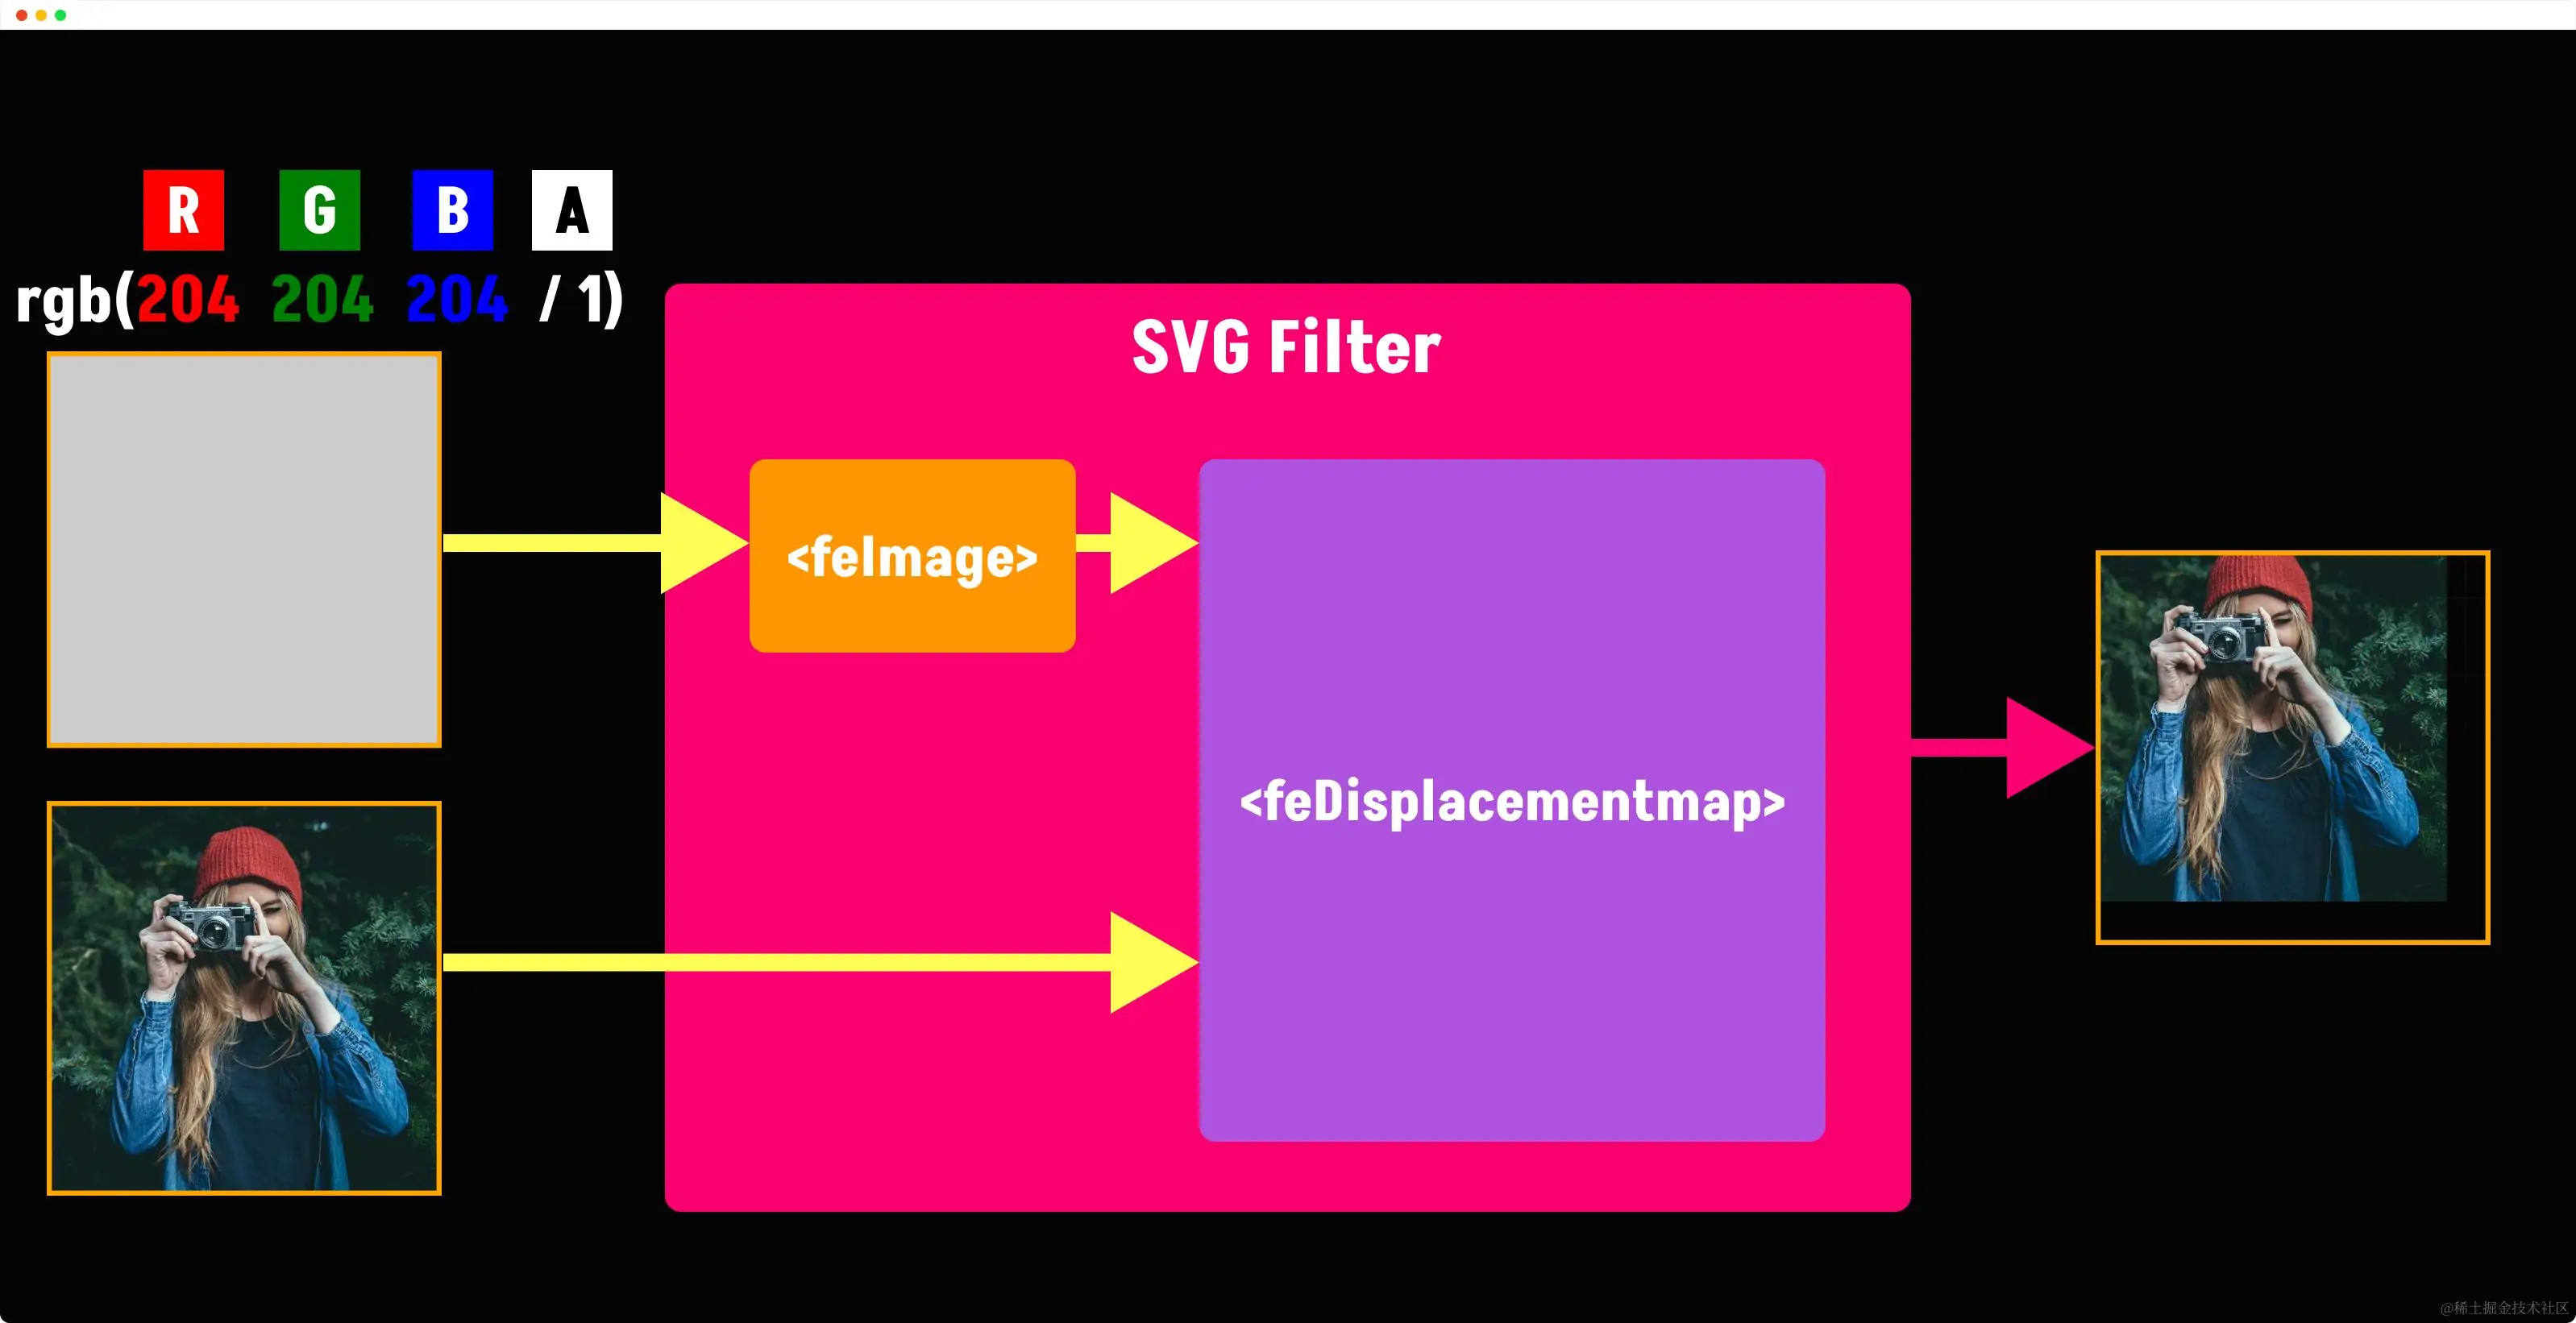 R G B A
rgb(204 204 204 / 1)
SVG Filter
<feImage>
<feDisplacementmap>
@稀土掘金技术社区